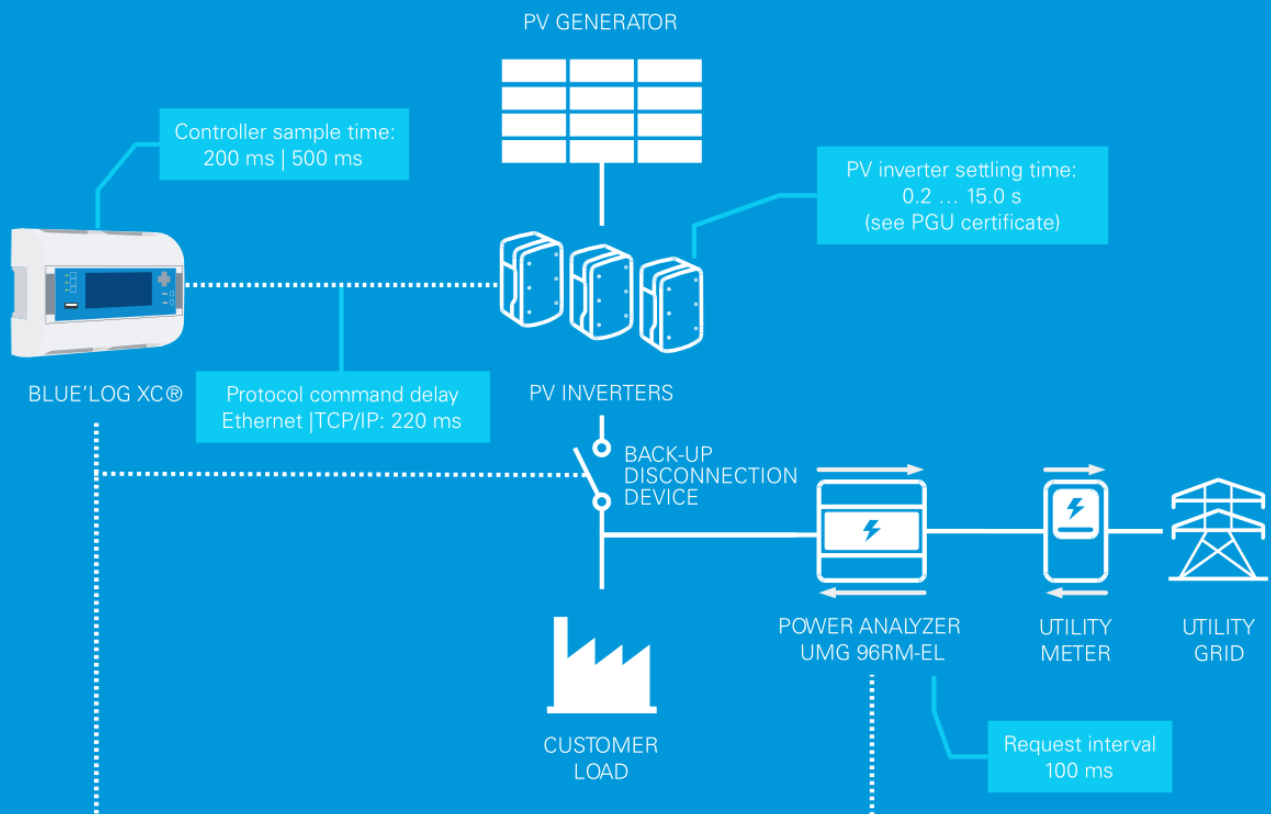 PV GENERATOR
Controller sample time:
200 ms | 500 ms
PV inverter settling time:
0.2 ... 15.0 s
(see PGU certificate)
BLUE'LOG XC®
Protocol command delay
Ethernet |TCP/IP: 220 ms
PV INVERTERS
BACK-UP
DISCONNECTION
DEVICE
POWER ANALYZER
UMG 96RM-EL
UTILITY
METER
UTILITY
GRID
CUSTOMER
LOAD
Request interval
100 ms